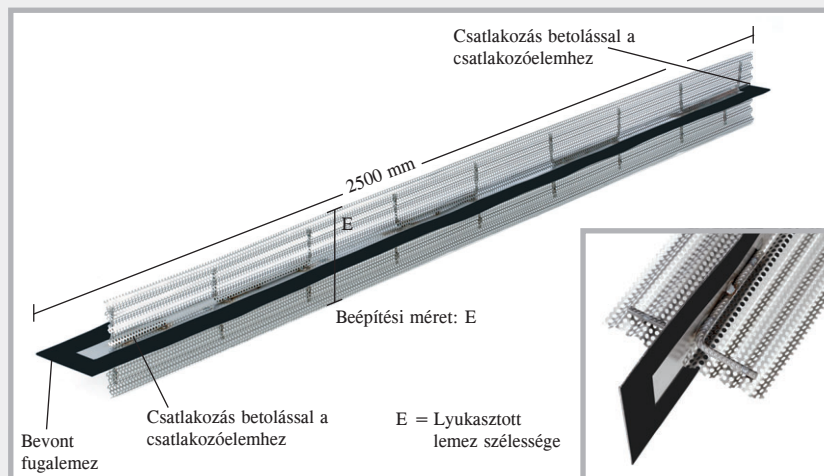 Csatlakozás betolással a
csatlakozóelemhez
2500 mm
E
Beépítési méret: E
Csatlakozás betolással a
csatlakozóelemhez
E = Lyukasztott
lemez szélessége
Bevont
fugalemez